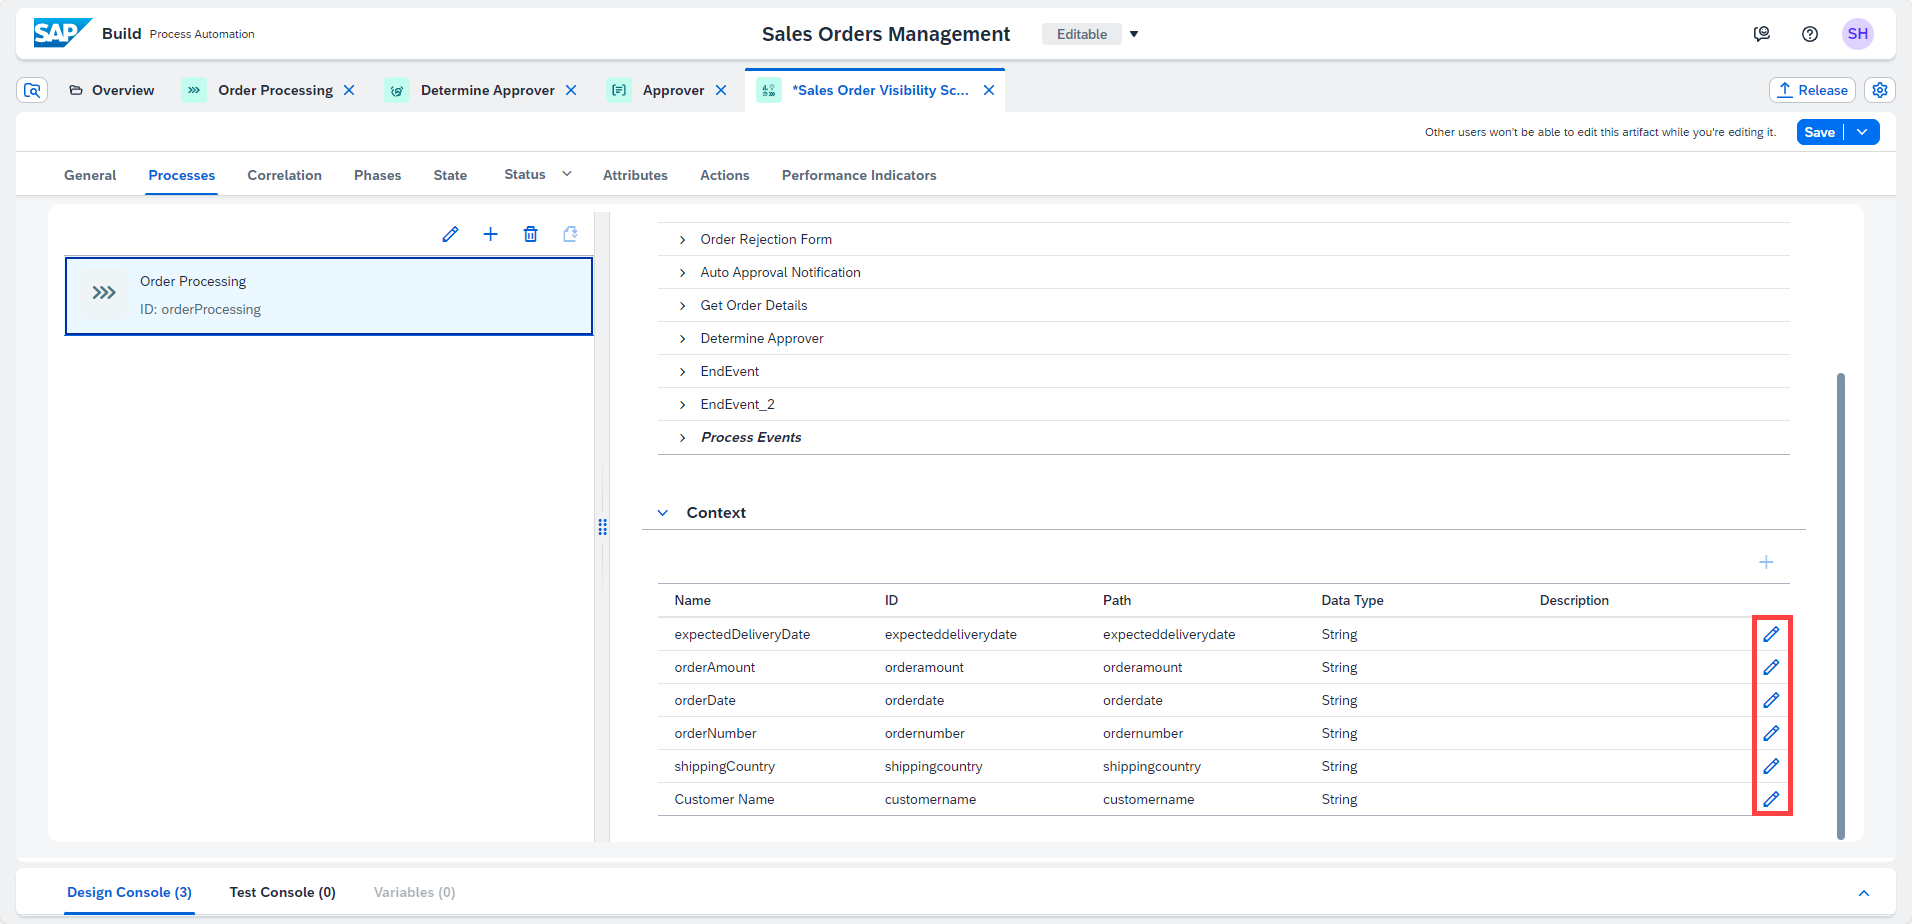 SAP Build Process Automation
Sales Orders Management Editable
SH
Overview Order Processing Determine Approver Approver *Sales Order Visibility Sc... Release
Other users won't be able to edit this artifact while you're editing it. Save
General Processes Correlation Phases State Status Attributes Actions Performance Indicators
Order Processing
ID: orderProcessing
Order Rejection Form
Auto Approval Notification
Get Order Details
Determine Approver
EndEvent
EndEvent_2
Process Events
Context
Name ID Path Data Type Description
expectedDeliveryDate expecteddeliverydate expecteddeliverydate String
orderAmount orderamount orderamount String
orderDate orderdate orderdate String
orderNumber ordernumber ordernumber String
shippingCountry shippingcountry shippingcountry String
Customer Name customername customername String
Design Console (3) Test Console (0) Variables (0)